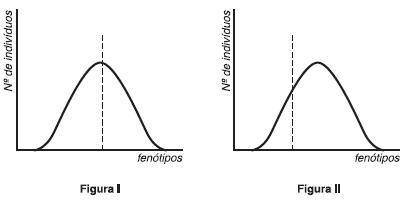 Nº de indivíduos
fenótipos
Figura I
Nº de indivíduos
fenótipos
Figura II